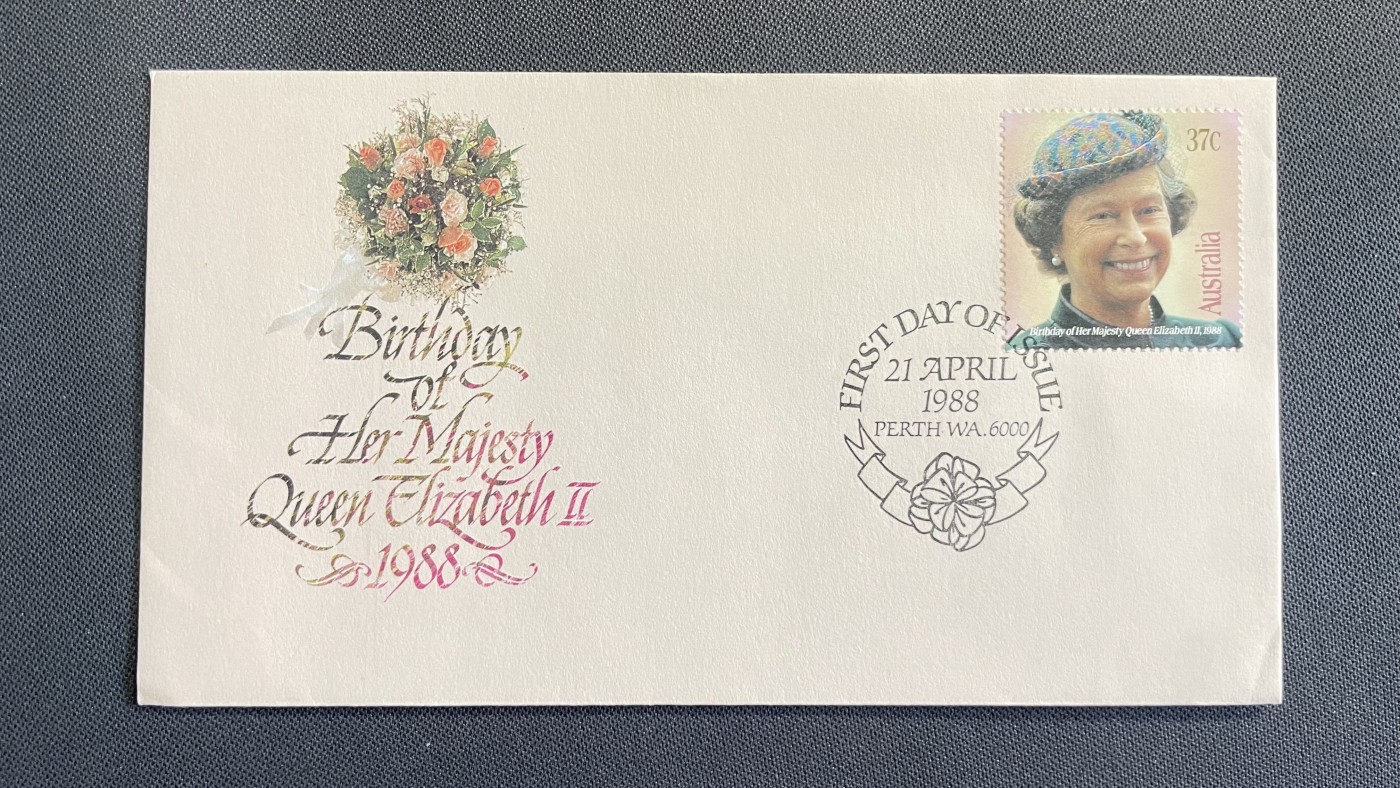 Birthday
of
Her Majesty
Queen Elizabeth II
1988
37c
Australia
Birthday of Her Majesty Queen Elizabeth II, 1988
FIRST DAY OF ISSUE
21 APRIL
1988
PERTH WA. 6000